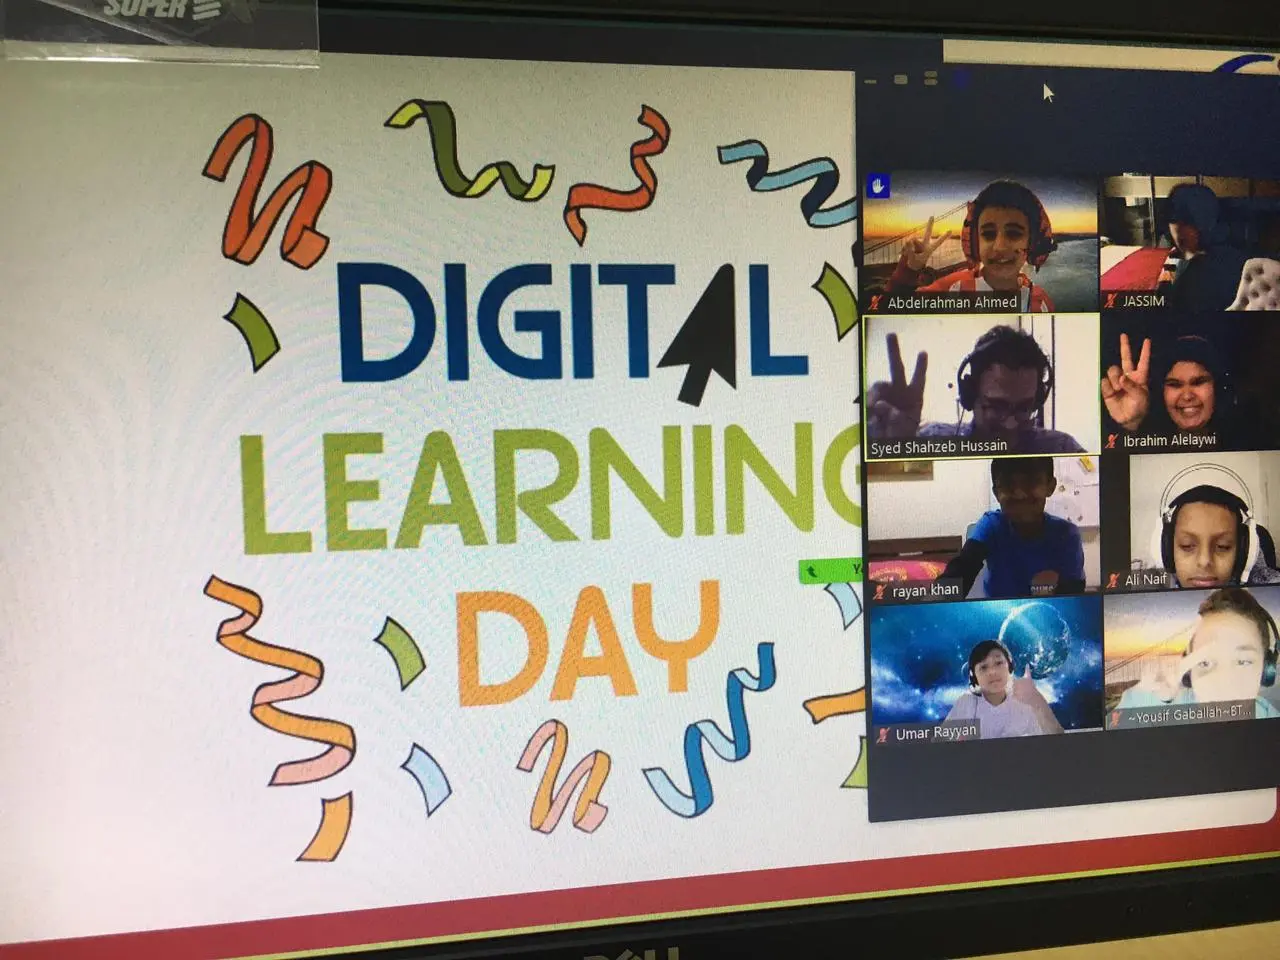 SUPER
DIGITAL
LEARNING
DAY
Abdelrahman Ahmed
JASSIM
Syed Shahzeb Hussain
Ibrahim Alelaywi
rayan khan
Ali Naif
Umar Rayyan
~Yousif Gaballah~BT...